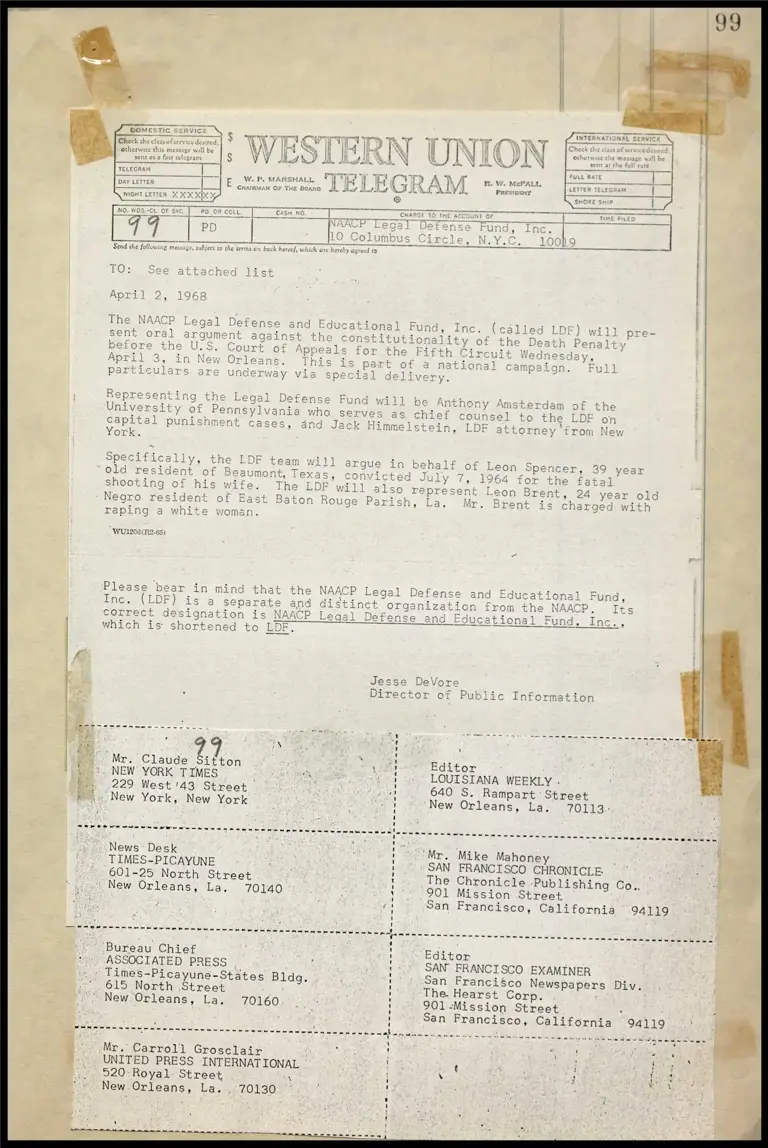 99
DOMESTIC SERVICE
Check the class of service desired;
otherwise this message will be
sent as a fast telegram
TELEGRAM
DAY LETTER
NIGHT LETTER XXXXXX
$
S
E
WESTERN UNION
TELEGRAM
W. P. MARSHALL
CHAIRMAN OF THE BOARD
R. W. McFALL
PRESIDENT
INTERNATIONAL SERVICE
Check the class of service desired;
otherwise the message will be
sent at the full rate
FULL RATE
LETTER TELEGRAM
SHORE SHIP
NO. WDS.-CL. OF SVC.
PD. OR COLL.
CASH NO.
CHARGE TO THE ACCOUNT OF
TIME FILED
99
PD
NAACP Legal Defense Fund, Inc.
10 Columbus Circle, N.Y.C. 10019
Send the following message, subject to the terms on back hereof, which are hereby agreed to
TO: See attached list
April 2, 1968
The NAACP Legal Defense and Educational Fund, Inc. (called LDF) will pre-
sent oral argument against the constitutionality of the Death Penalty
before the U.S. Court of Appeals for the Fifth Circuit Wednesday,
April 3, in New Orleans. This is part of a national campaign. Full
particulars are underway via special delivery.
Representing the Legal Defense Fund will be Anthony Amsterdam of the
University of Pennsylvania who serves as chief counsel to the LDF on
capital punishment cases, and Jack Himmelstein, LDF attorney from New
York.
Specifically, the LDF team will argue in behalf of Leon Spencer, 39 year
old resident of Beaumont, Texas, convicted July 7, 1964 for the fatal
shooting of his wife. The LDF will also represent Leon Brent, 24 year old
Negro resident of East Baton Rouge Parish, La. Mr. Brent is charged with
raping a white woman.
WU1206(R2-65)
Please bear in mind that the NAACP Legal Defense and Educational Fund,
Inc. (LDF) is a separate and distinct organization from the NAACP. Its
correct designation is NAACP Legal Defense and Educational Fund, Inc.,
which is shortened to LDF.
Jesse DeVore
Director of Public Information
99
Mr. Claude Sitton
NEW YORK TIMES
229 West 43 Street
New York, New York
Editor
LOUISIANA WEEKLY
640 S. Rampart Street
New Orleans, La. 70113
News Desk
TIMES-PICAYUNE
601-25 North Street
New Orleans, La. 70140
Mr. Mike Mahoney
SAN FRANCISCO CHRONICLE
The Chronicle Publishing Co.
901 Mission Street
San Francisco, California 94119
Bureau Chief
ASSOCIATED PRESS
Times-Picayune-States Bldg.
615 North Street
New Orleans, La. 70160
Editor
SAN FRANCISCO EXAMINER
San Francisco Newspapers Div.
The Hearst Corp.
901 Mission Street
San Francisco, California 94119
Mr. Carroll Grosclair
UNITED PRESS INTERNATIONAL
520 Royal Street
New Orleans, La. 70130